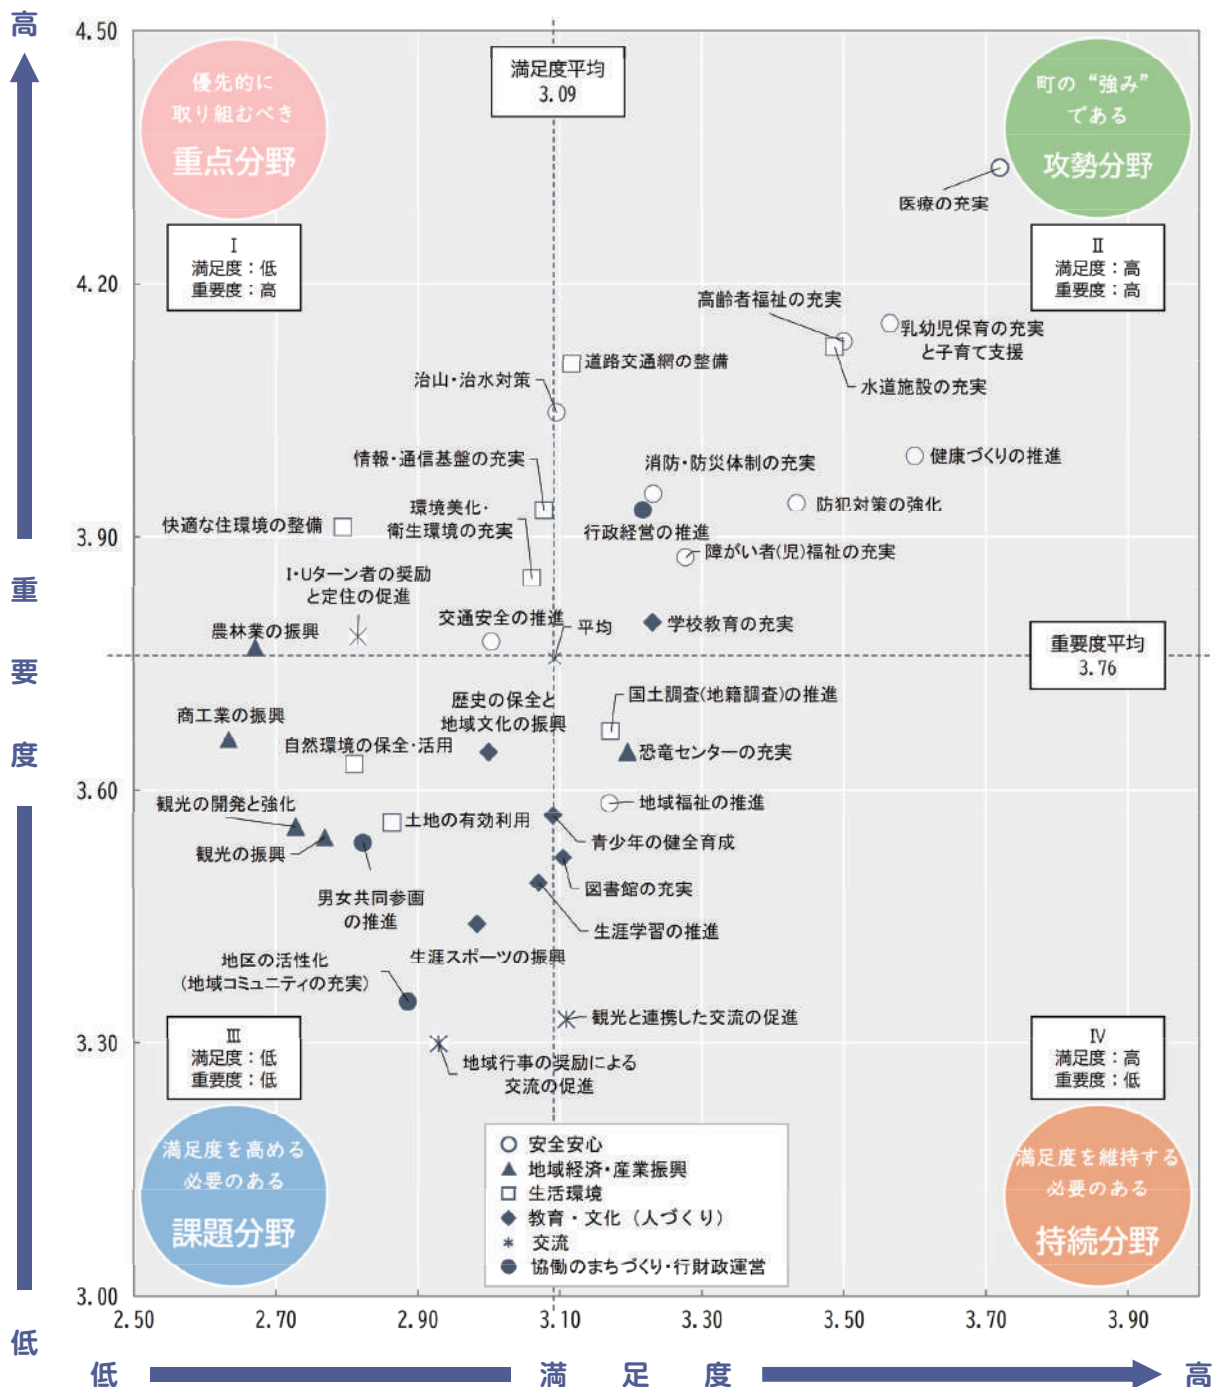 高
4.50
満足度平均
3.09
優先的に
取り組むべき
重点分野
町の“強み”
である
攻勢分野
医療の充実
Ⅰ
満足度：低
重要度：高
Ⅱ
満足度：高
重要度：高
4.20
高齢者福祉の充実
乳幼児保育の充実
と子育て支援
道路交通網の整備
治山・治水対策
水道施設の充実
情報・通信基盤の充実
消防・防災体制の充実
健康づくりの推進
環境美化・
衛生環境の充実
快適な住環境の整備
防犯対策の強化
行政経営の推進
3.90
障がい者(児)福祉の充実
I・Uターン者の奨励
と定住の促進
重
要
度
農林業の振興
交通安全の推進
平均
学校教育の充実
重要度平均
3.76
国土調査(地籍調査)の推進
歴史の保全と
地域文化の振興
商工業の振興
自然環境の保全・活用
恐竜センターの充実
3.60
観光の開発と強化
土地の有効利用
地域福祉の推進
観光の振興
青少年の健全育成
図書館の充実
男女共同参画
の推進
生涯学習の推進
生涯スポーツの振興
地区の活性化
(地域コミュニティの充実)
観光と連携した交流の促進
3.30
Ⅲ
満足度：低
重要度：低
Ⅳ
満足度：高
重要度：低
地域行事の奨励による
交流の促進
満足度を高める
必要のある
課題分野
安全安心
地域経済・産業振興
生活環境
教育・文化（人づくり）
交流
協働のまちづくり・行財政運営
満足度を維持する
必要のある
持続分野
3.00
2.50
2.70
2.90
3.10
3.30
3.50
3.70
3.90
低
低
満
足
度
高